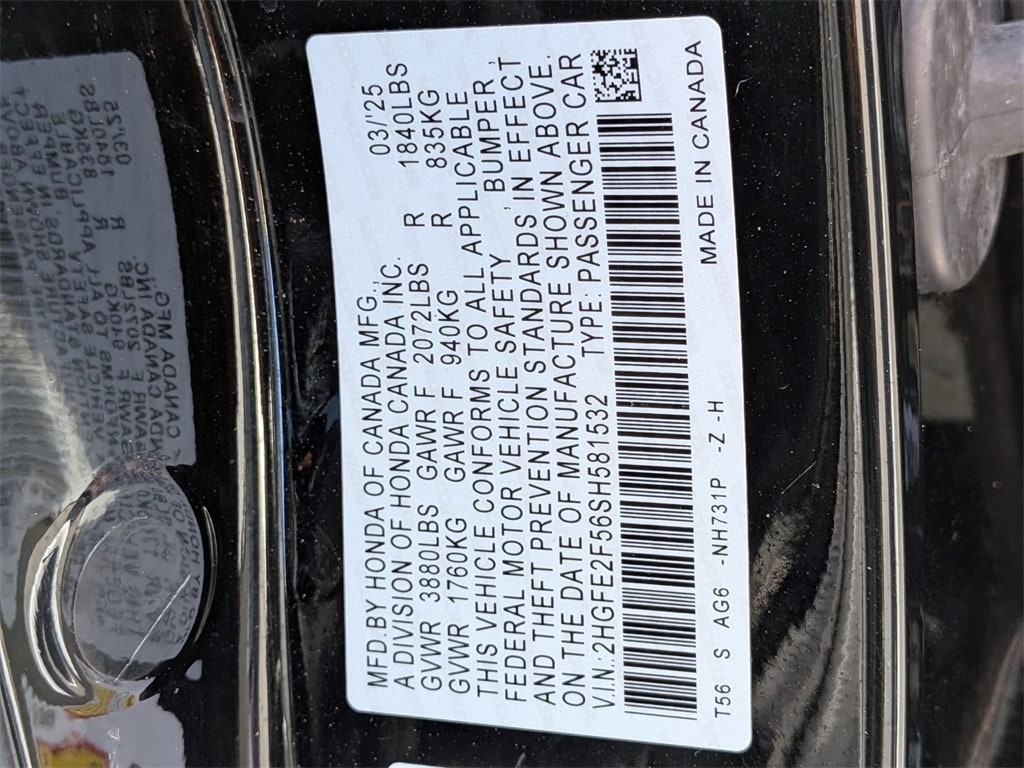 MFD.BY HONDA OF CANADA MFG., 03/'25
A DIVISION OF HONDA CANADA INC.
GVWR 3880LBS GAWR F 2072LBS R 1840LBS
GVWR 1760KG GAWR F 940KG R 835KG
THIS VEHICLE CONFORMS TO ALL APPLICABLE
FEDERAL MOTOR VEHICLE SAFETY , BUMPER ,
AND THEFT PREVENTION STANDARDS, IN EFFECT
ON THE DATE OF MANUFACTURE SHOWN ABOVE.
V.I.N.:2HGFE2F56SH581532 TYPE: PASSENGER CAR
T56 S AG6 -NH731P -Z -H MADE IN CANADA